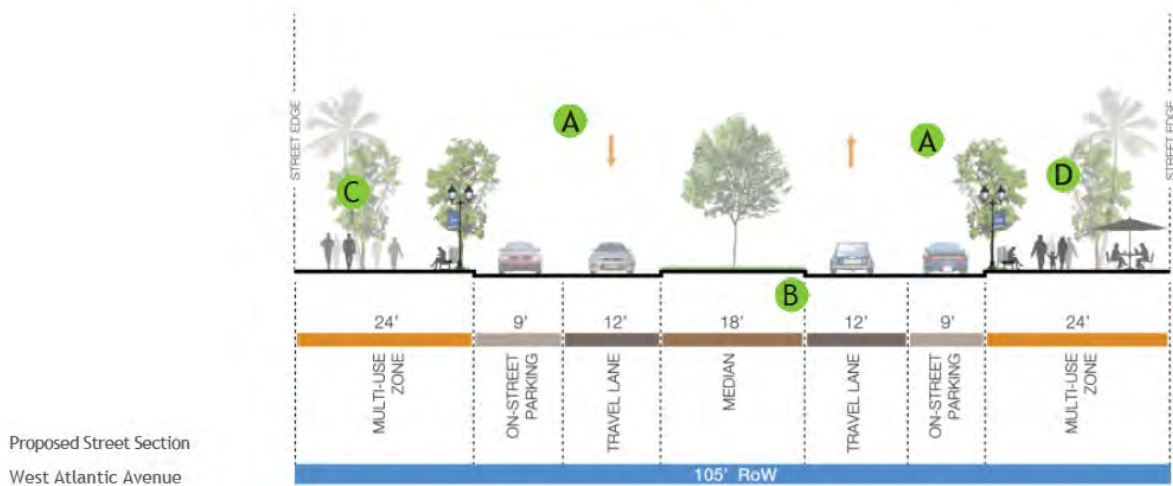 STREET EDGE
STREET EDGE
A
A
C
D
B
24'
9'
12'
18'
12'
9'
24'
MULTI-USE
ZONE
ON-STREET
PARKING
TRAVEL LANE
MEDIAN
TRAVEL LANE
ON-STREET
PARKING
MULTI-USE
ZONE
Proposed Street Section
West Atlantic Avenue
105' RoW